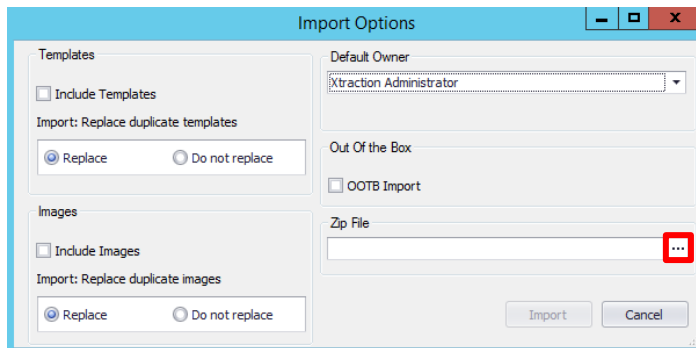 Import Options
Templates
Include Templates
Import: Replace duplicate templates
Replace
Do not replace
Images
Include Images
Import: Replace duplicate images
Replace
Do not replace
Default Owner
Xtraction Administrator
Out Of the Box
OOTB Import
Zip File
...
Import
Cancel